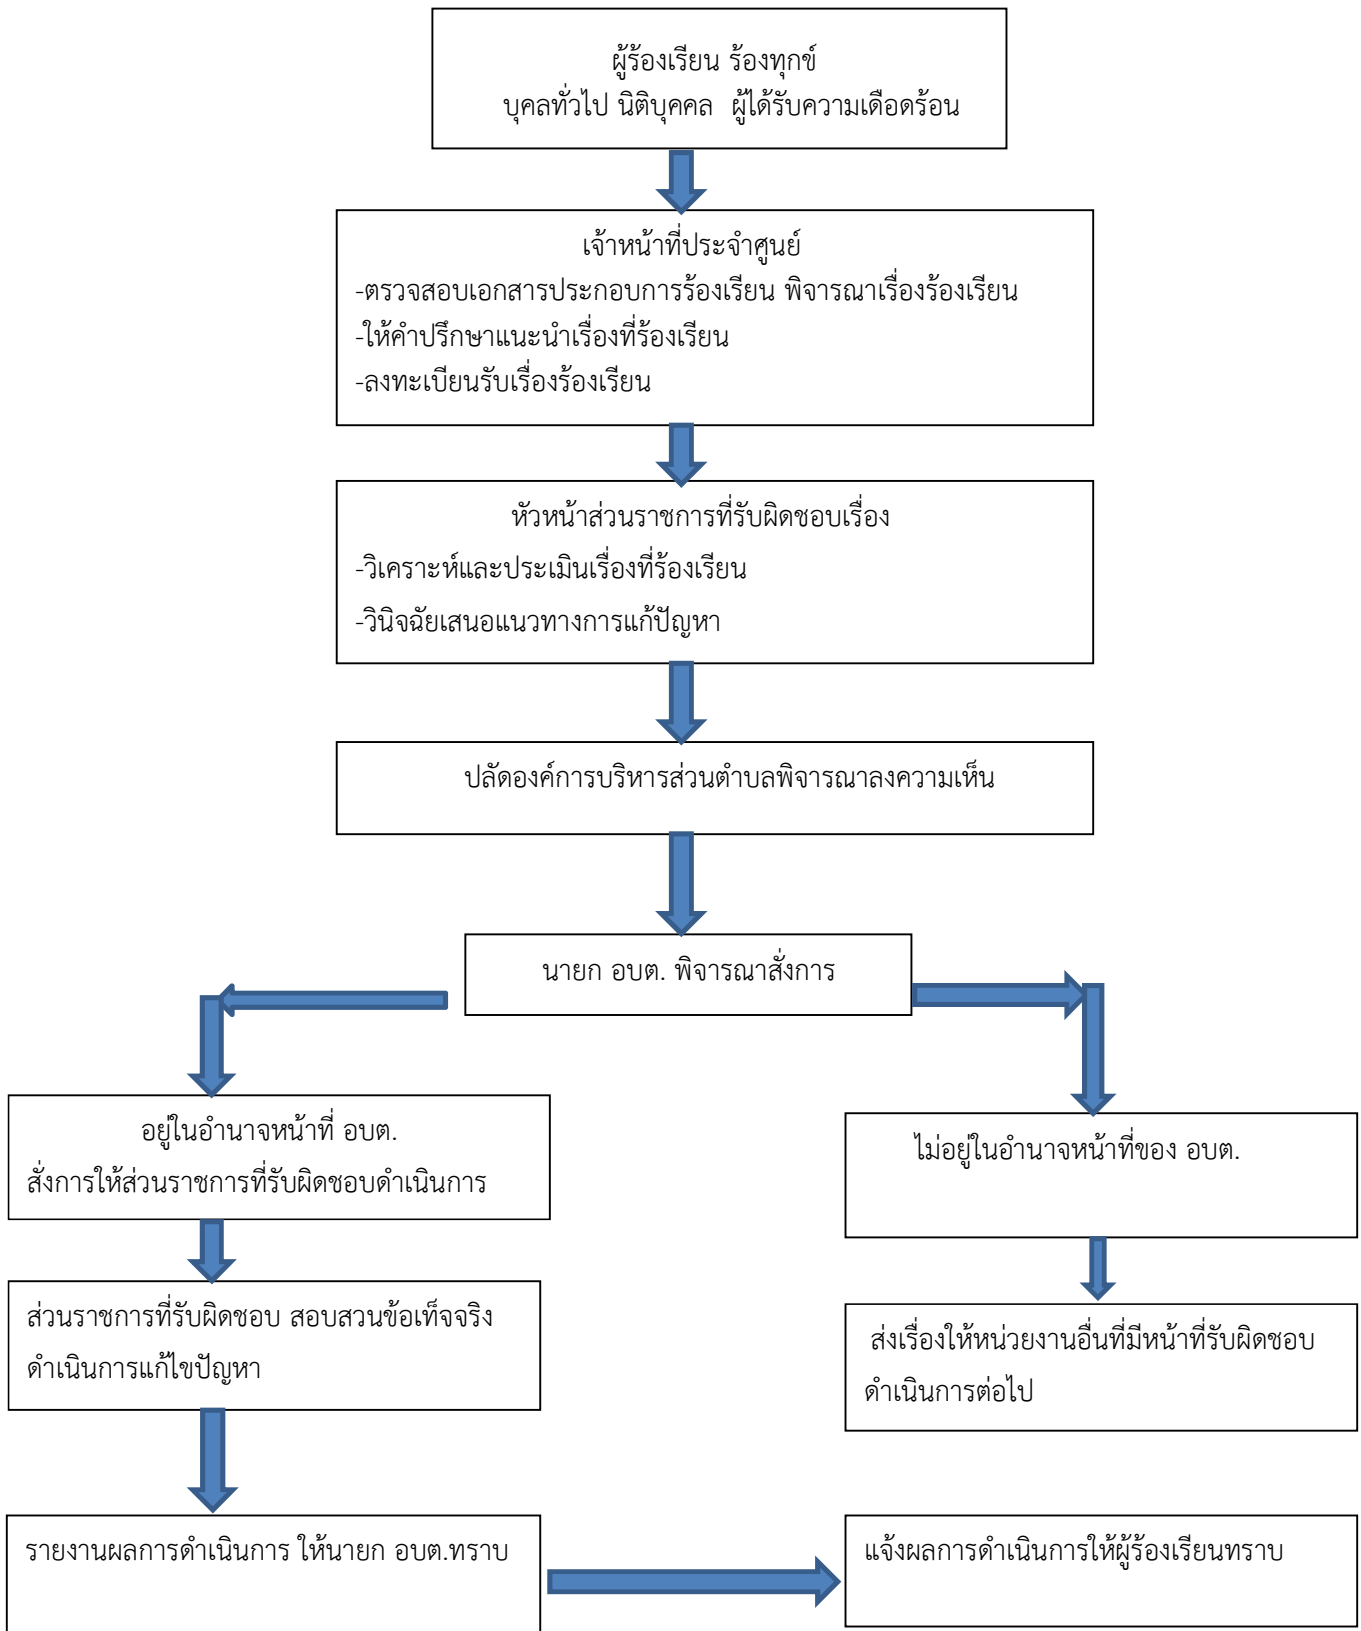 ผู้ร้องเรียน ร้องทุกข์
บุคลทั่วไป นิติบุคคล ผู้ได้รับความเดือดร้อน
เจ้าหน้าที่ประจำศูนย์
-ตรวจสอบเอกสารประกอบการร้องเรียน พิจารณาเรื่องร้องเรียน
-ให้คำปรึกษาแนะนำเรื่องที่ร้องเรียน
-ลงทะเบียนรับเรื่องร้องเรียน
หัวหน้าส่วนราชการที่รับผิดชอบเรื่อง
-วิเคราะห์และประเมินเรื่องที่ร้องเรียน
-วินิจฉัยเสนอแนวทางการแก้ปัญหา
ปลัดองค์การบริหารส่วนตำบลพิจารณาลงความเห็น
นายก อบต. พิจารณาสั่งการ
อยู่ในอำนาจหน้าที่ อบต.
สั่งการให้ส่วนราชการที่รับผิดชอบดำเนินการ
ไม่อยู่ในอำนาจหน้าที่ของ อบต.
ส่วนราชการที่รับผิดชอบ สอบสวนข้อเท็จจริง
ดำเนินการแก้ไขปัญหา
ส่งเรื่องให้หน่วยงานอื่นที่มีหน้าที่รับผิดชอบ
ดำเนินการต่อไป
รายงานผลการดำเนินการ ให้นายก อบต.ทราบ
แจ้งผลการดำเนินการให้ผู้ร้องเรียนทราบ